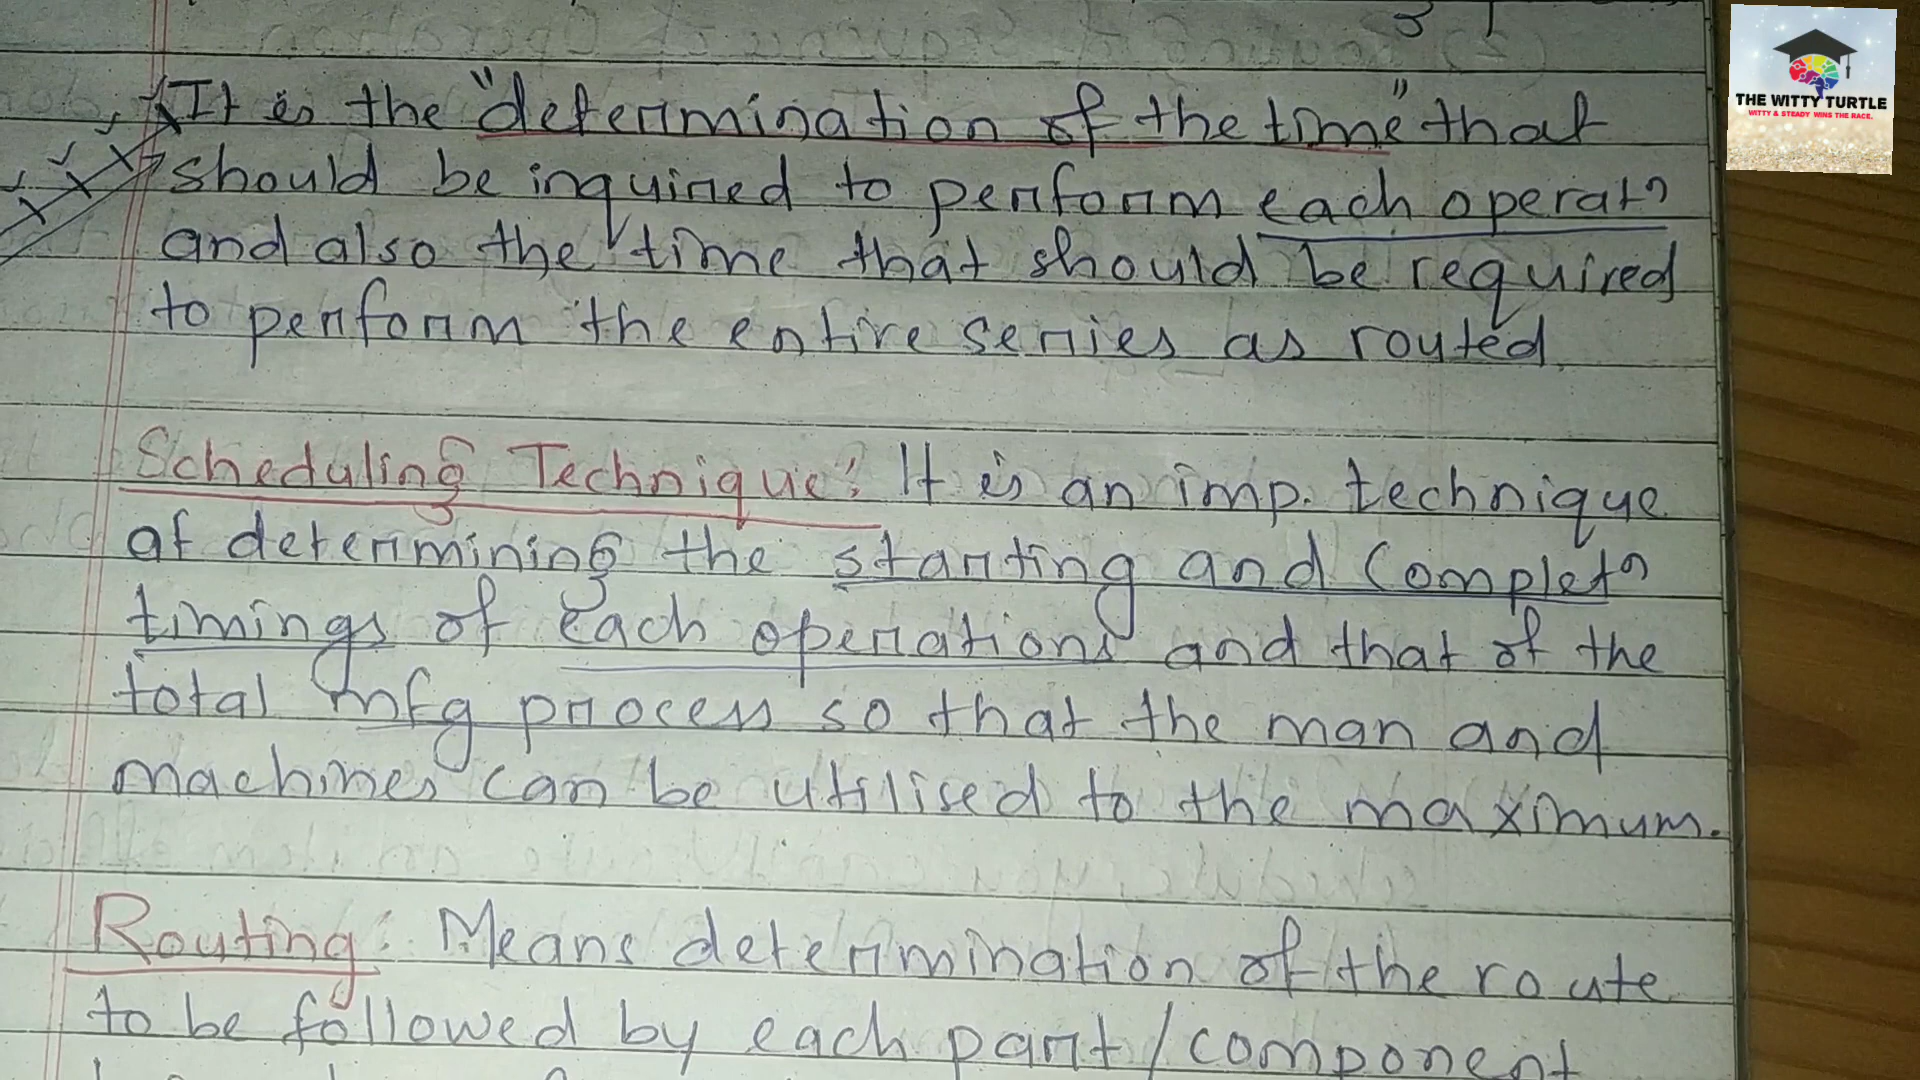 It is the "determination of the time" that
should be inquired to perform each operatn
and also the time that should be required
to perform the entire series as routed.
Scheduling Technique: It is an imp. technique
of determining the starting and completn
timings of each operations and that of the
total mfg process so that the man and
machines can be utilised to the maximum.
Routing: Means determination of the route
to be followed by each part/component
THE WITTY TURTLE
WITTY & STEADY WINS THE RACE.